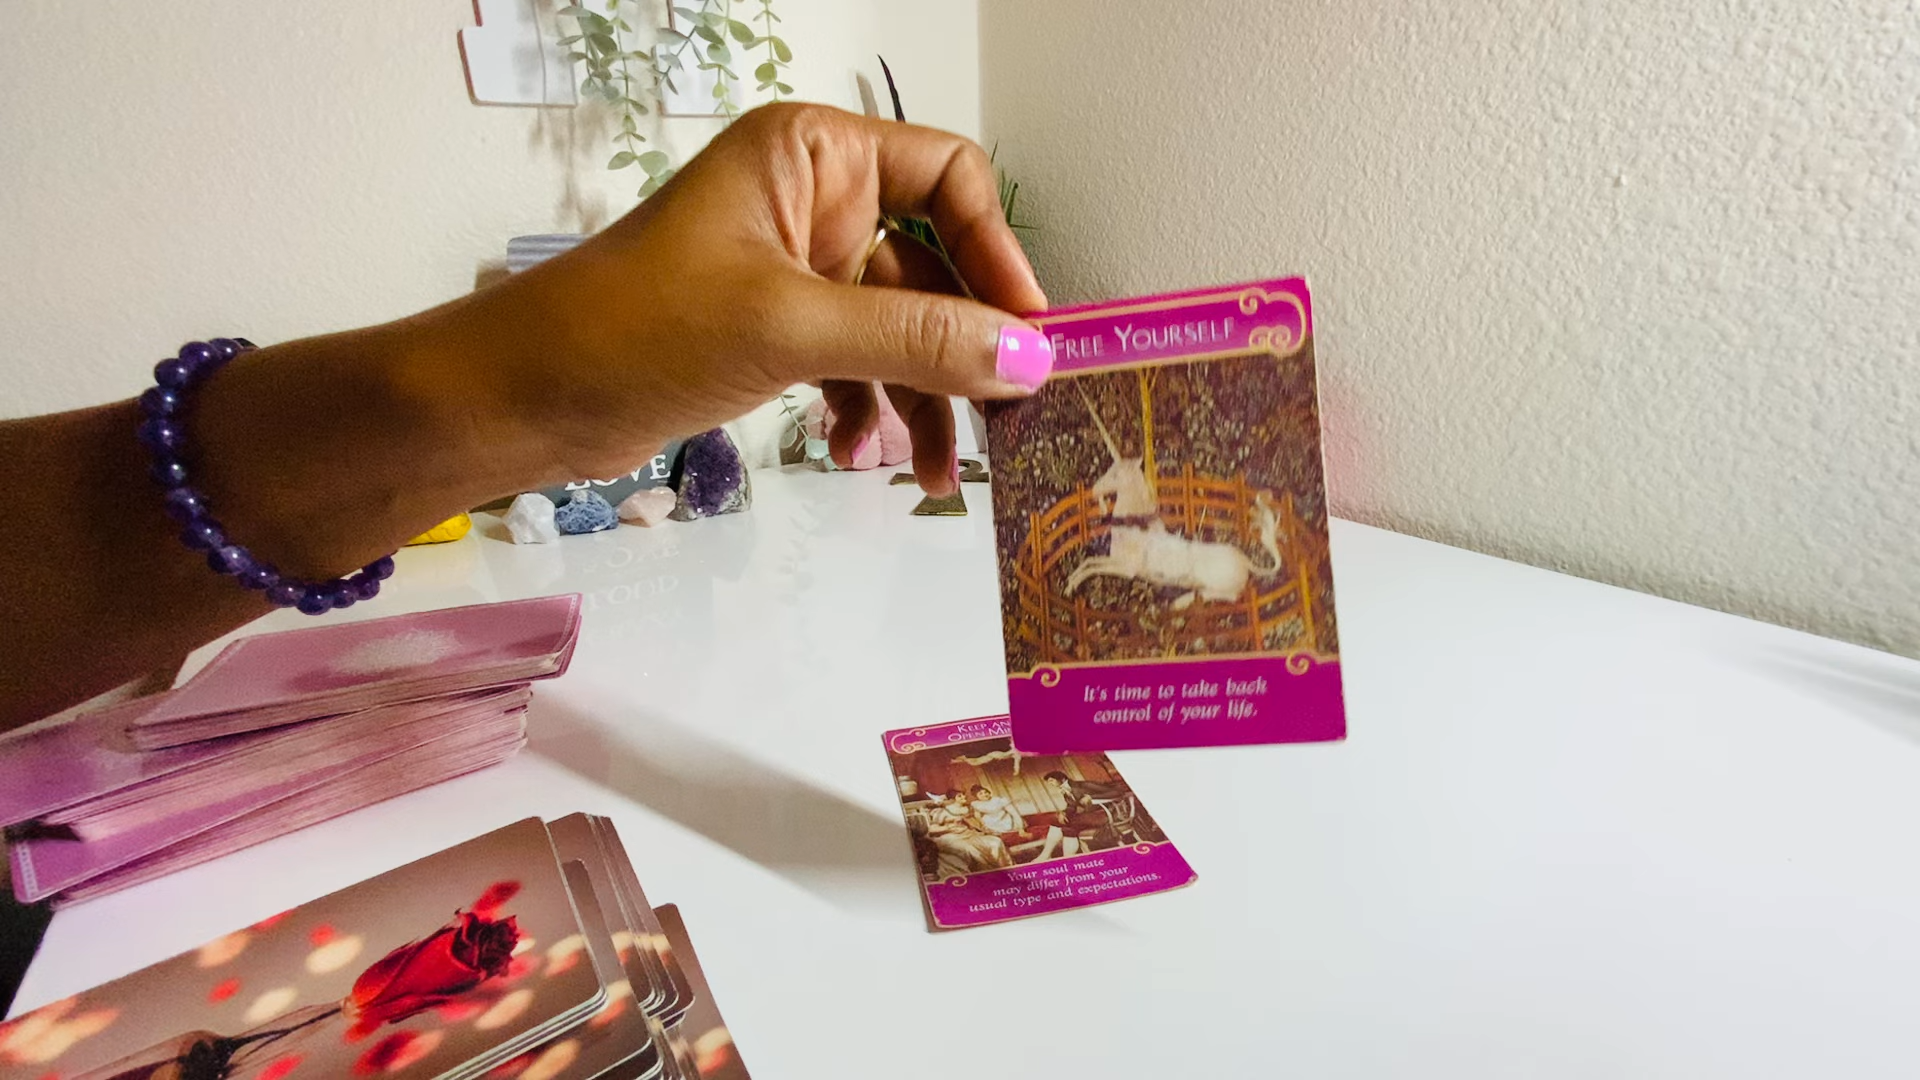 FREE YOURSELF
It's time to take back
control of your life.
KEEP AN
OPEN MI
Your soul mate
may differ from your
usual type and expectations.
LOVE